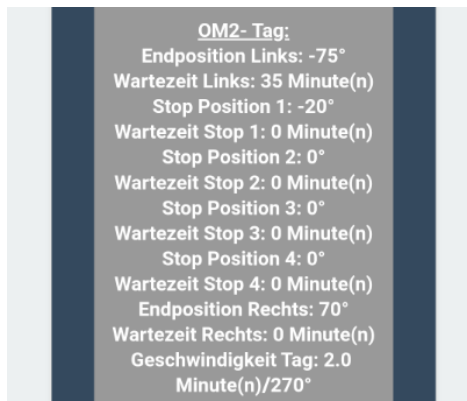 OM2- Tag:
Endposition Links: -75°
Wartezeit Links: 35 Minute(n)
Stop Position 1: -20°
Wartezeit Stop 1: 0 Minute(n)
Stop Position 2: 0°
Wartezeit Stop 2: 0 Minute(n)
Stop Position 3: 0°
Wartezeit Stop 3: 0 Minute(n)
Stop Position 4: 0°
Wartezeit Stop 4: 0 Minute(n)
Endposition Rechts: 70°
Wartezeit Rechts: 0 Minute(n)
Geschwindigkeit Tag: 2.0
Minute(n)/270°